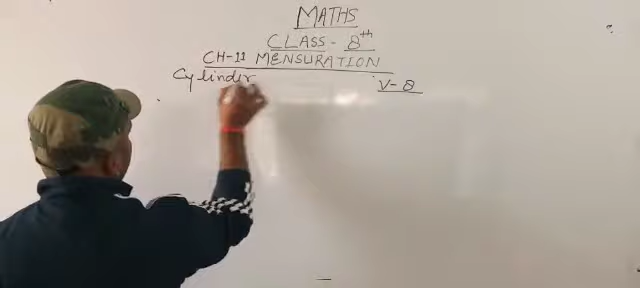 MATHS
CLASS - 8th
CH-11 MENSURATION
Cylinder
V-8